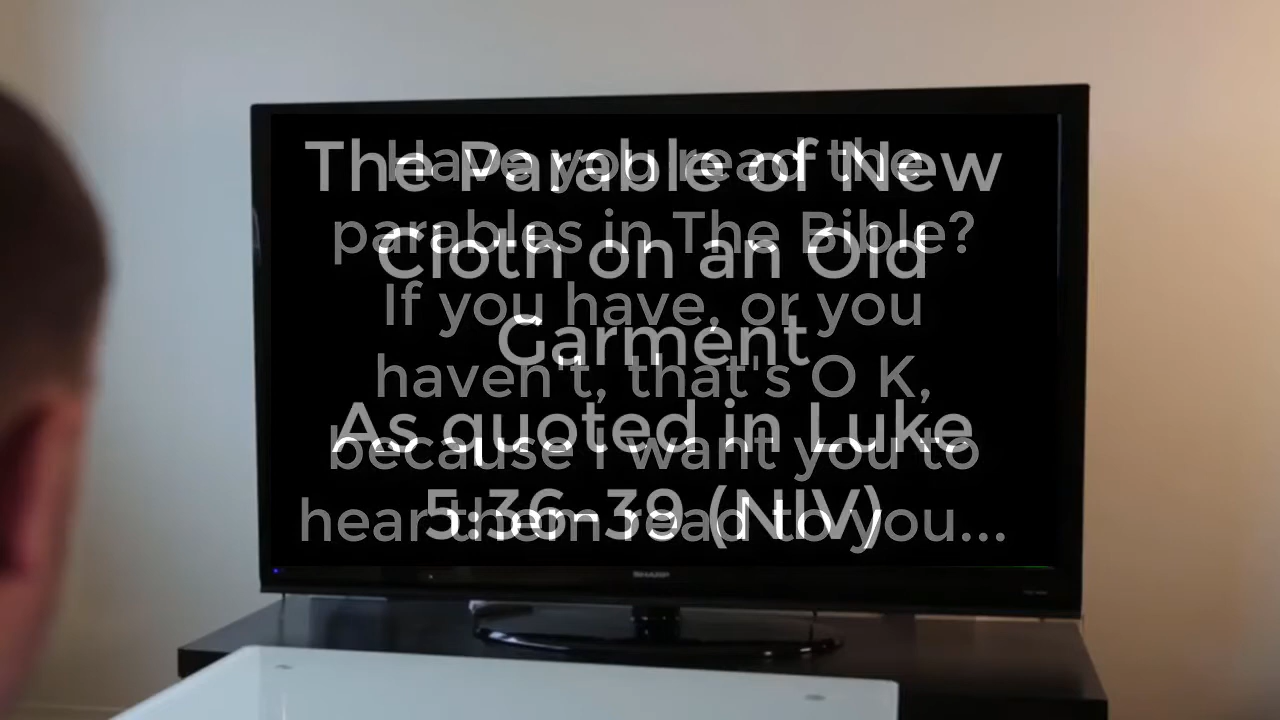 The Parable of New
Cloth on an Old
Garment
As quoted in Luke
5:36-39 (NIV)
Have you read the
parables in The Bible?
If you have, or you
haven't, that's O K,
because I want you to
hear them read to you...
SHARP